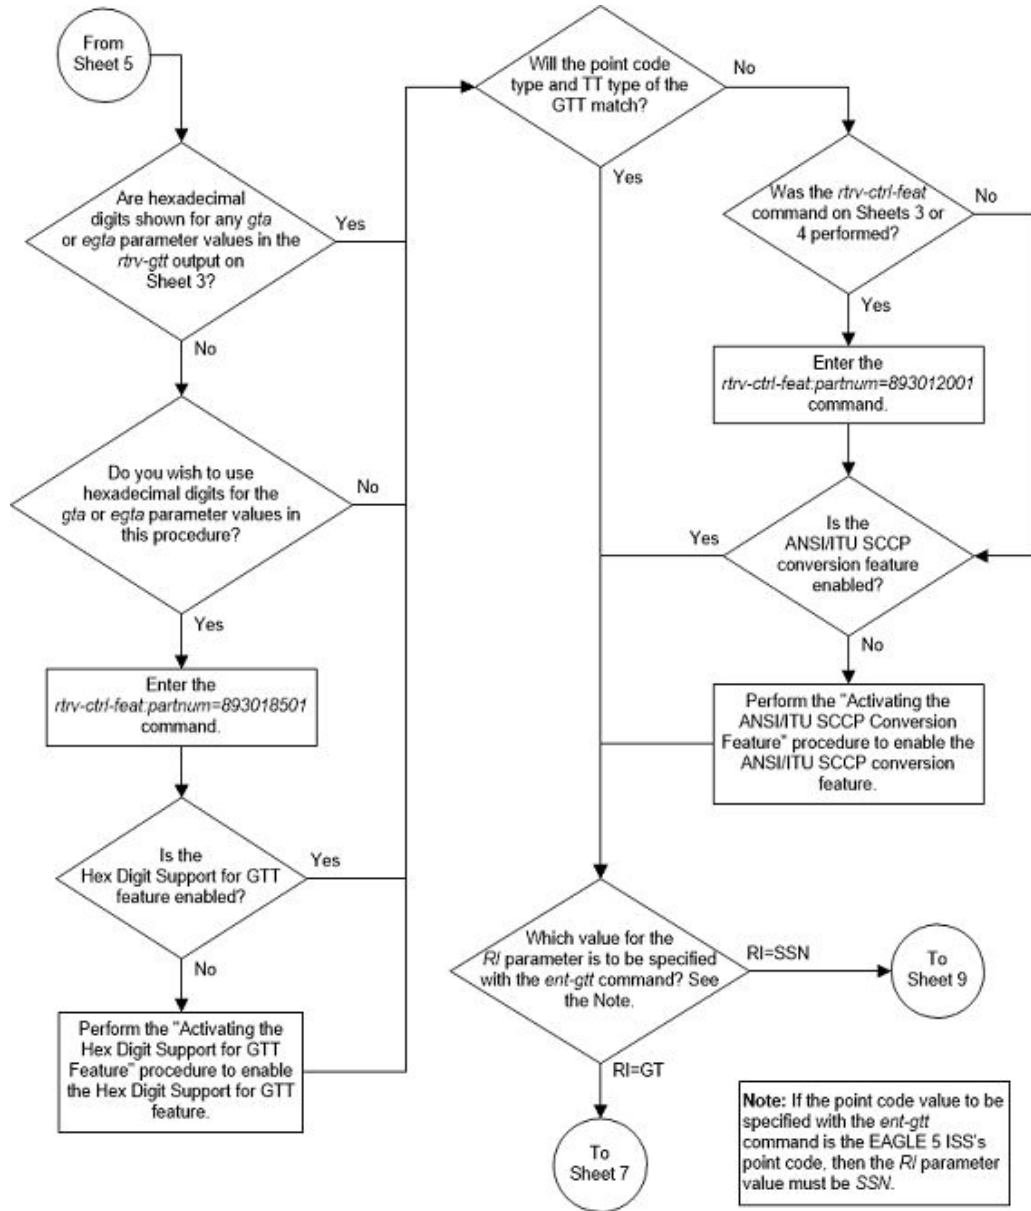 From
Sheet 5
Are hexadecimal
digits shown for any gta
or egta parameter values in the
rtrv-gtt output on
Sheet 3?
Yes
No
Do you wish to use
hexadecimal digits for the
gta or egta parameter values in
this procedure?
No
Yes
Enter the
rtrv-ctrl-feat:partnum=893018501
command.
Is the
Hex Digit Support for GTT
feature enabled?
Yes
No
Perform the "Activating the
Hex Digit Support for GTT
Feature" procedure to enable
the Hex Digit Support for GTT
feature.
Will the point code
type and TT type of the
GTT match?
No
Yes
Was the rtrv-ctrl-feat
command on Sheets 3 or
4 performed?
No
Yes
Enter the
rtrv-ctrl-feat:partnum=893012001
command.
Is the
ANSI/ITU SCCP
conversion feature
enabled?
Yes
No
Perform the "Activating the
ANSI/ITU SCCP Conversion
Feature" procedure to enable the
ANSI/ITU SCCP conversion
feature.
Which value for the
RI parameter is to be specified
with the ent-gtt command? See
the Note.
RI=SSN
To
Sheet 9
RI=GT
To
Sheet 7
Note: If the point code value to be
specified with the ent-gtt
command is the EAGLE 5 ISS's
point code, then the RI parameter
value must be SSN.